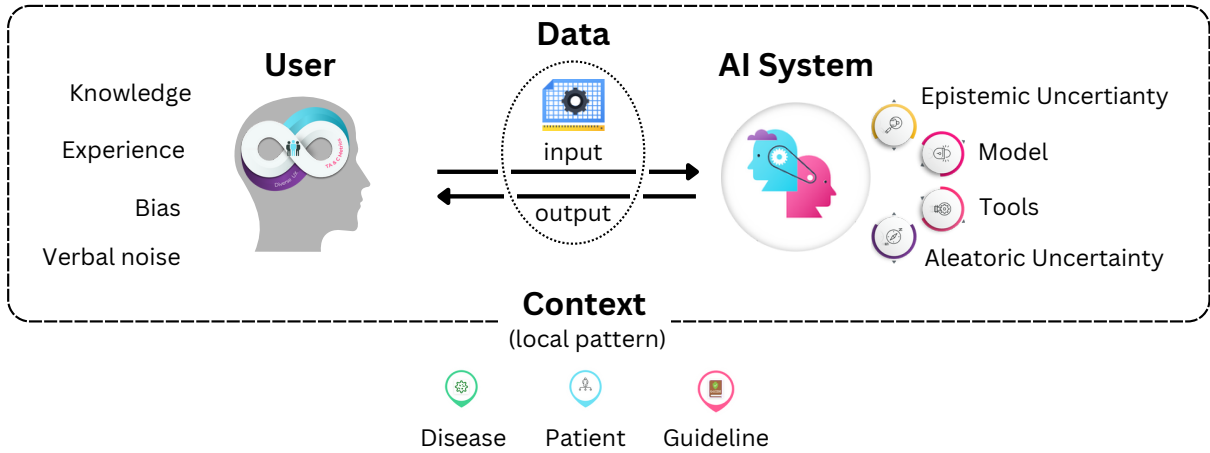 Data
User
AI System
Knowledge
Experience
Bias
Verbal noise
input
output
Epistemic Uncertianty
Model
Tools
Aleatoric Uncertainty
Context
(local pattern)
Disease
Patient
Guideline